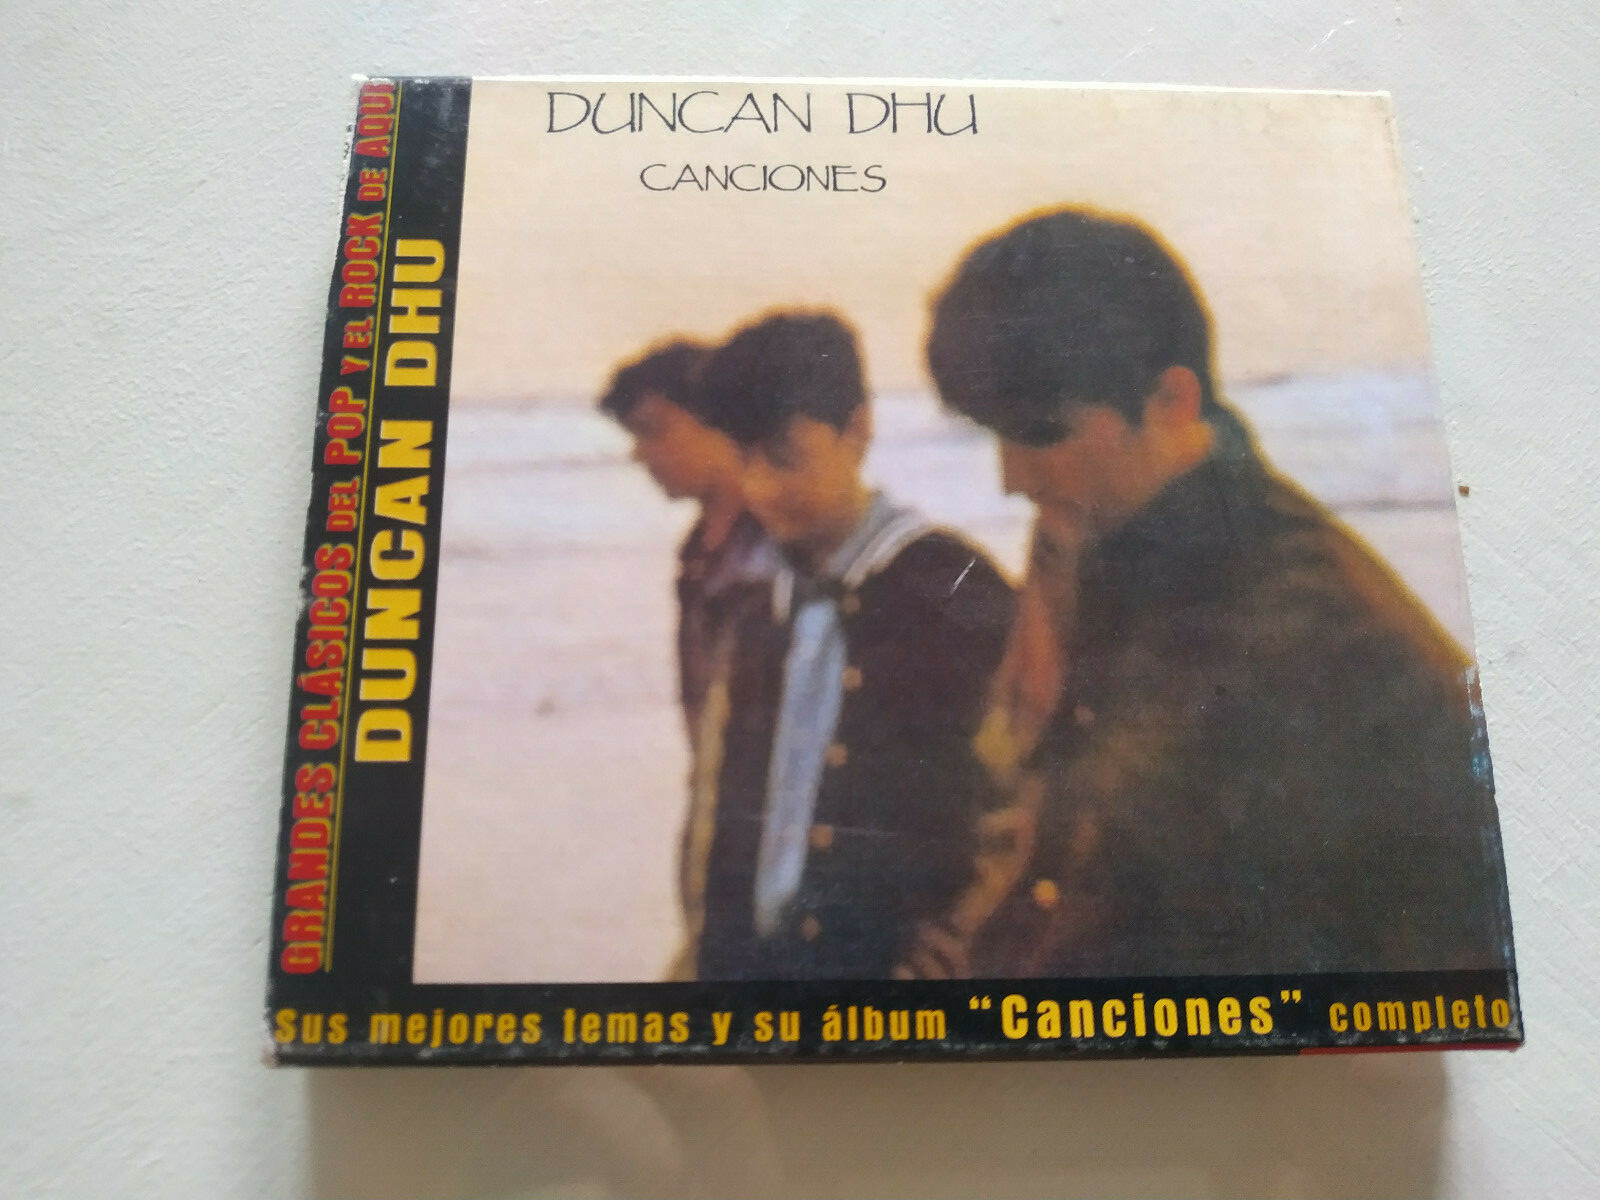 DUNCAN DHU
CANCIONES
GRANDES CLÁSICOS DEL POP Y EL ROCK DE AQUI
DUNCAN DHU
Sus mejores temas y su álbum “Canciones” completo